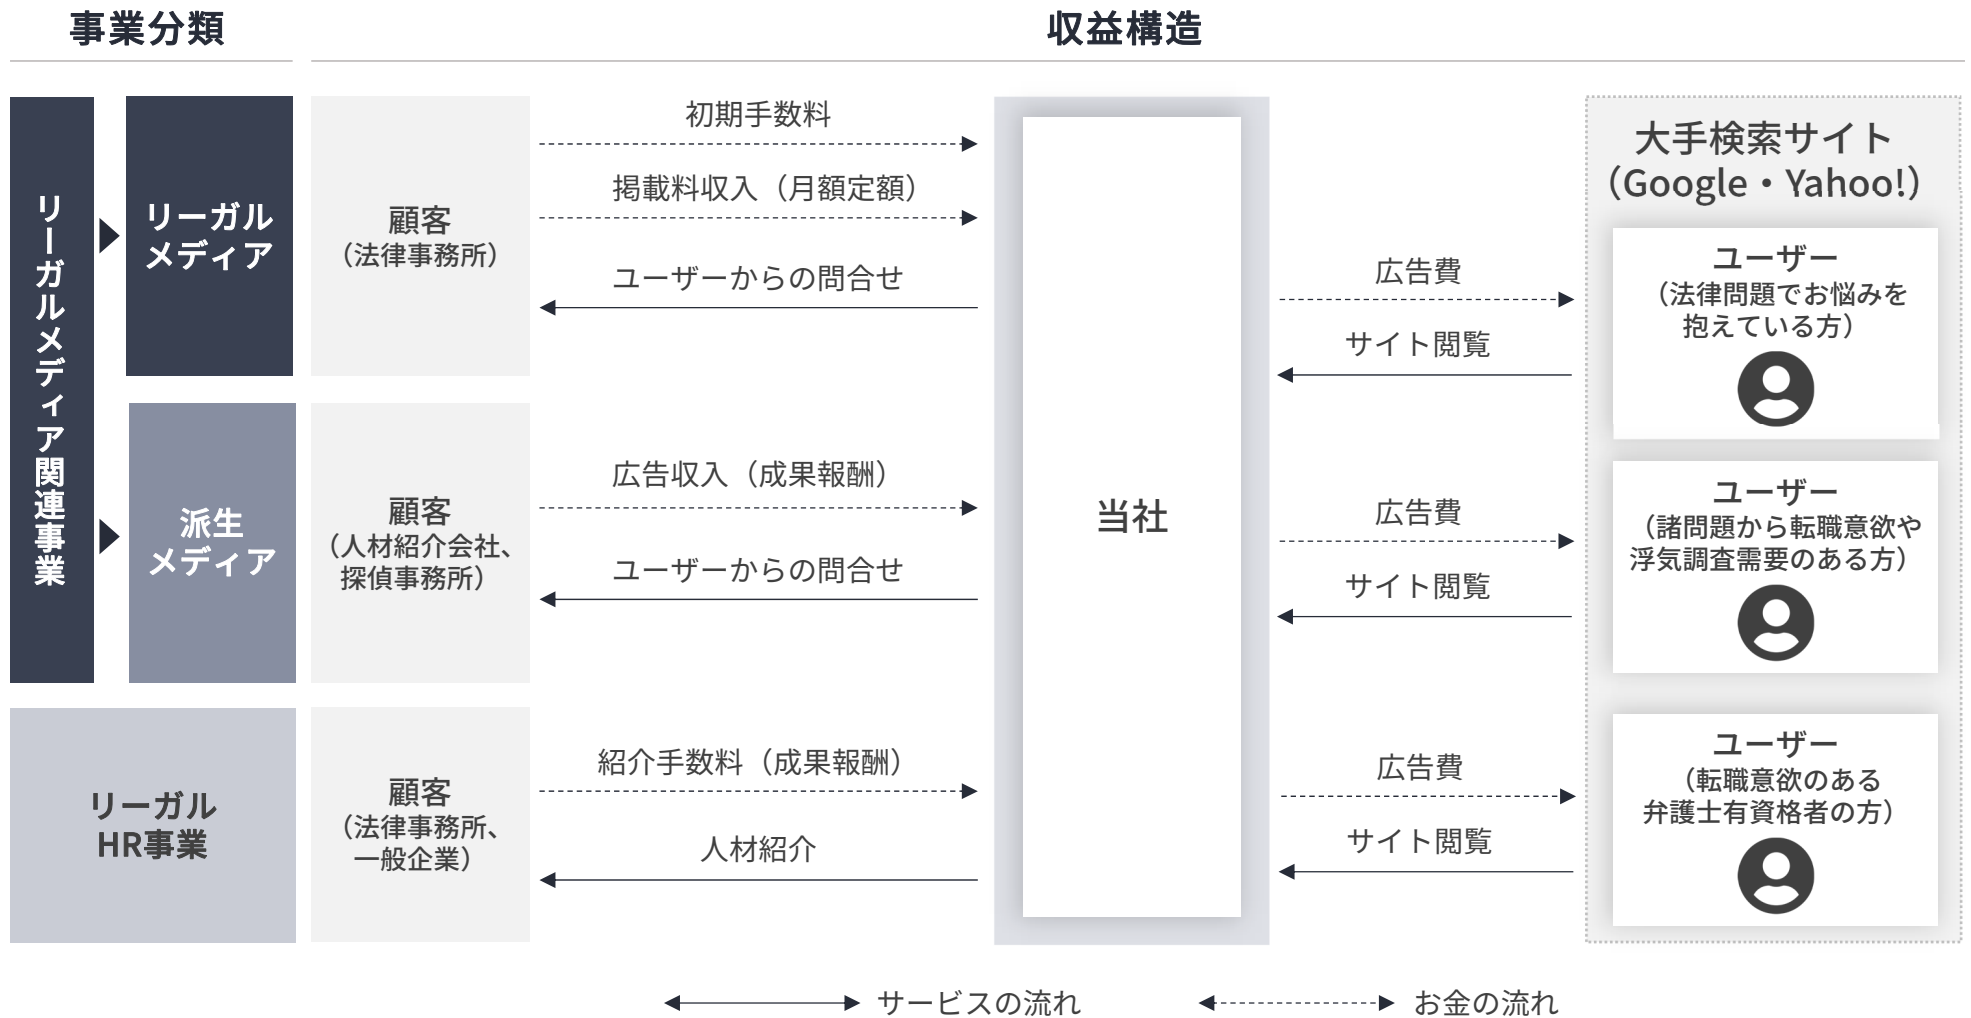 事業分類
収益構造
リーガルメディア関連事業
リーガル
メディア
顧客
（法律事務所）
初期手数料
掲載料収入（月額定額）
ユーザーからの問合せ
派生
メディア
顧客
（人材紹介会社、
探偵事務所）
広告収入（成果報酬）
ユーザーからの問合せ
リーガル
HR事業
顧客
（法律事務所、
一般企業）
紹介手数料（成果報酬）
人材紹介
当社
広告費
サイト閲覧
広告費
サイト閲覧
広告費
サイト閲覧
大手検索サイト
（Google・Yahoo!）
ユーザー
（法律問題でお悩みを
抱えている方）
ユーザー
（諸問題から転職意欲や
浮気調査需要のある方）
ユーザー
（転職意欲のある
弁護士有資格者の方）
サービスの流れ
お金の流れ